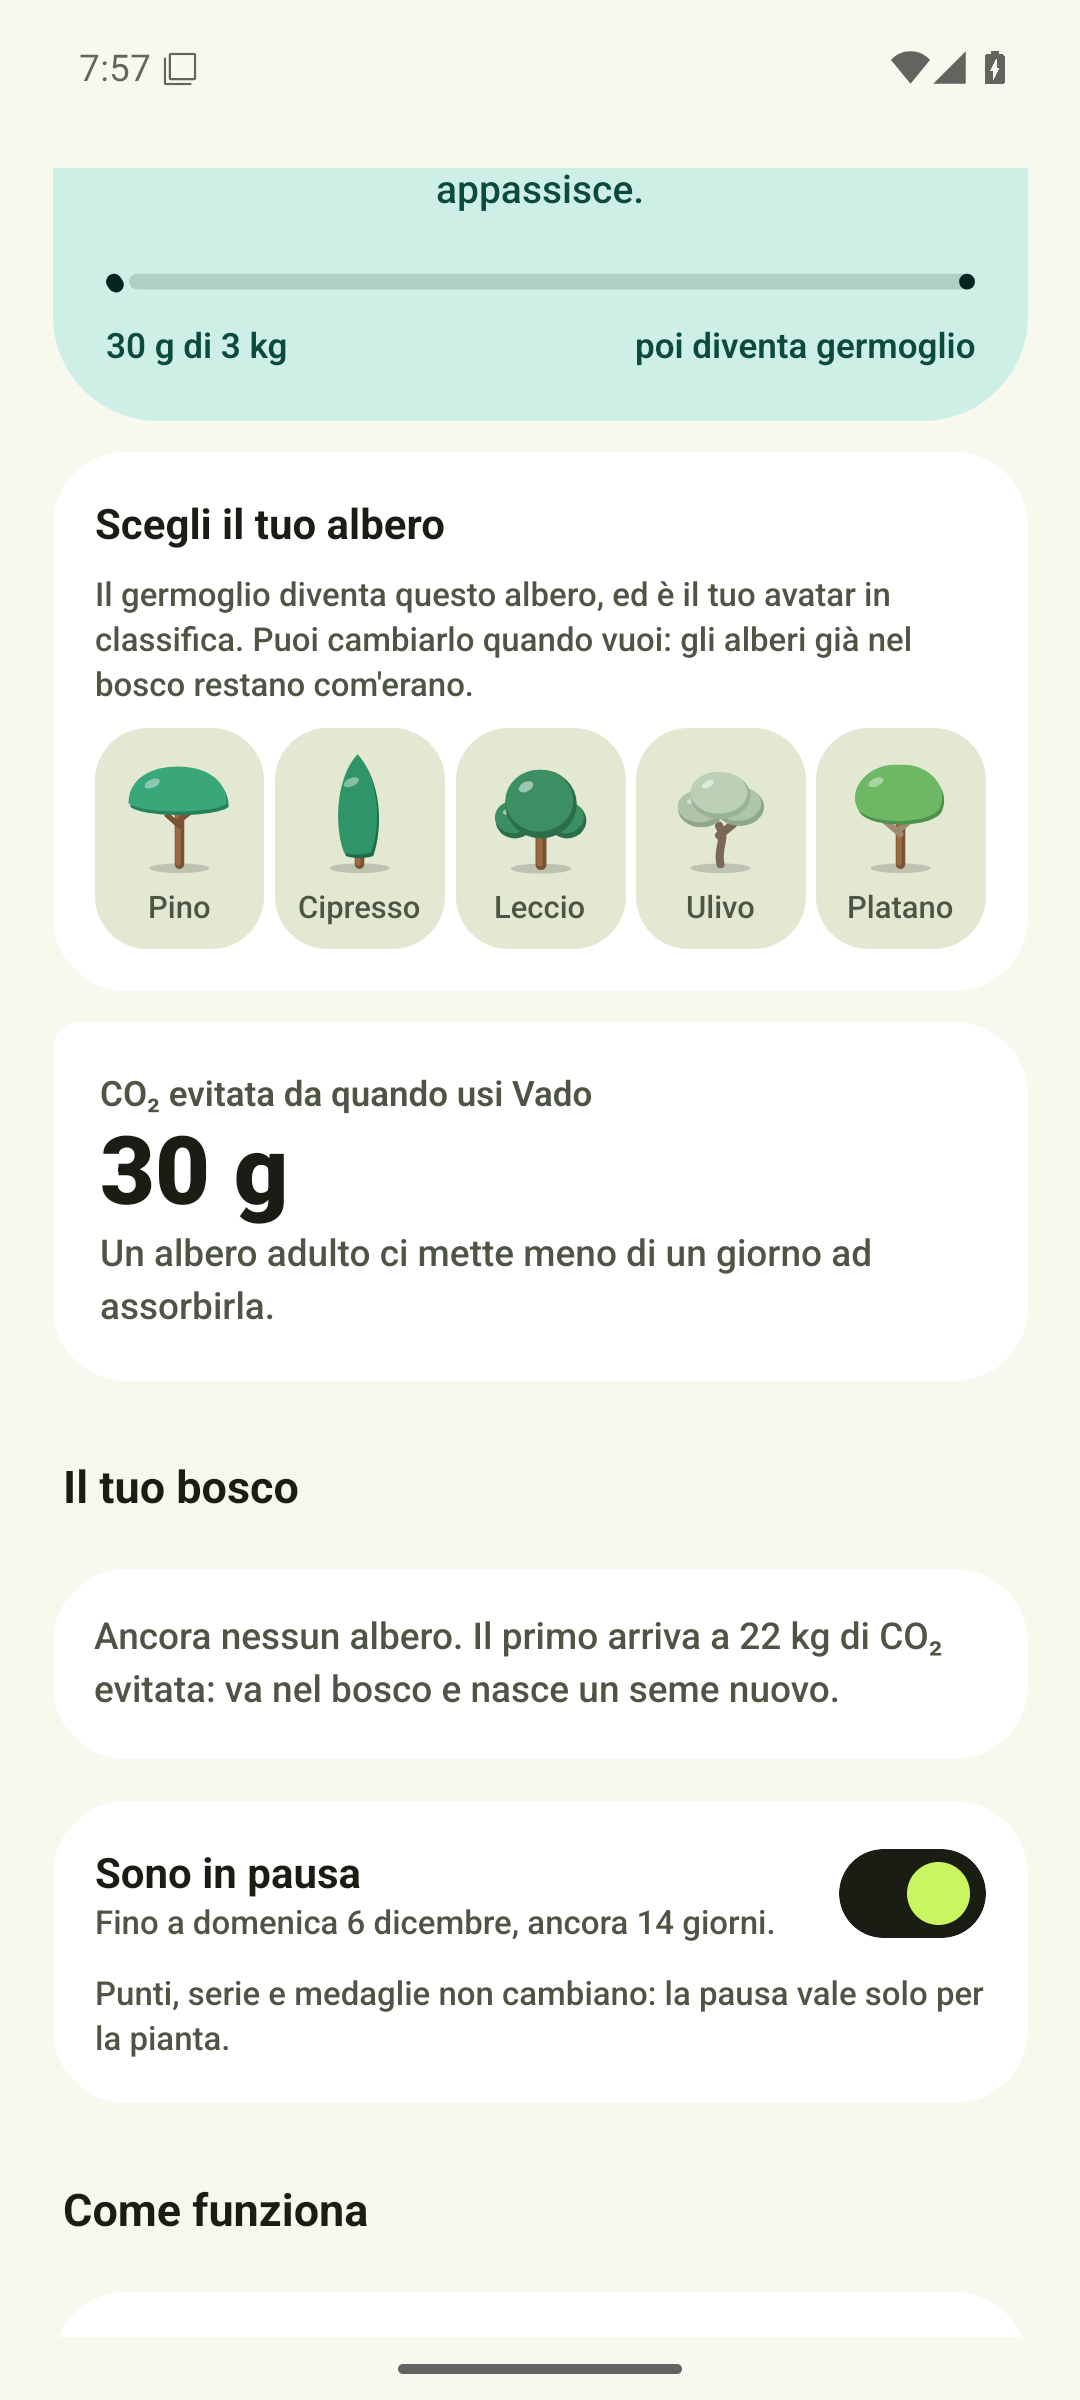 7:57
appassisce.
30 g di 3 kg
poi diventa germoglio
Scegli il tuo albero
Il germoglio diventa questo albero, ed è il tuo avatar in
classifica. Puoi cambiarlo quando vuoi: gli alberi già nel
bosco restano com'erano.
Pino
Cipresso
Leccio
Ulivo
Platano
CO₂ evitata da quando usi Vado
30 g
Un albero adulto ci mette meno di un giorno ad
assorbirla.
Il tuo bosco
Ancora nessun albero. Il primo arriva a 22 kg di CO₂
evitata: va nel bosco e nasce un seme nuovo.
Sono in pausa
Fino a domenica 6 dicembre, ancora 14 giorni.
Punti, serie e medaglie non cambiano: la pausa vale solo per
la pianta.
Come funziona